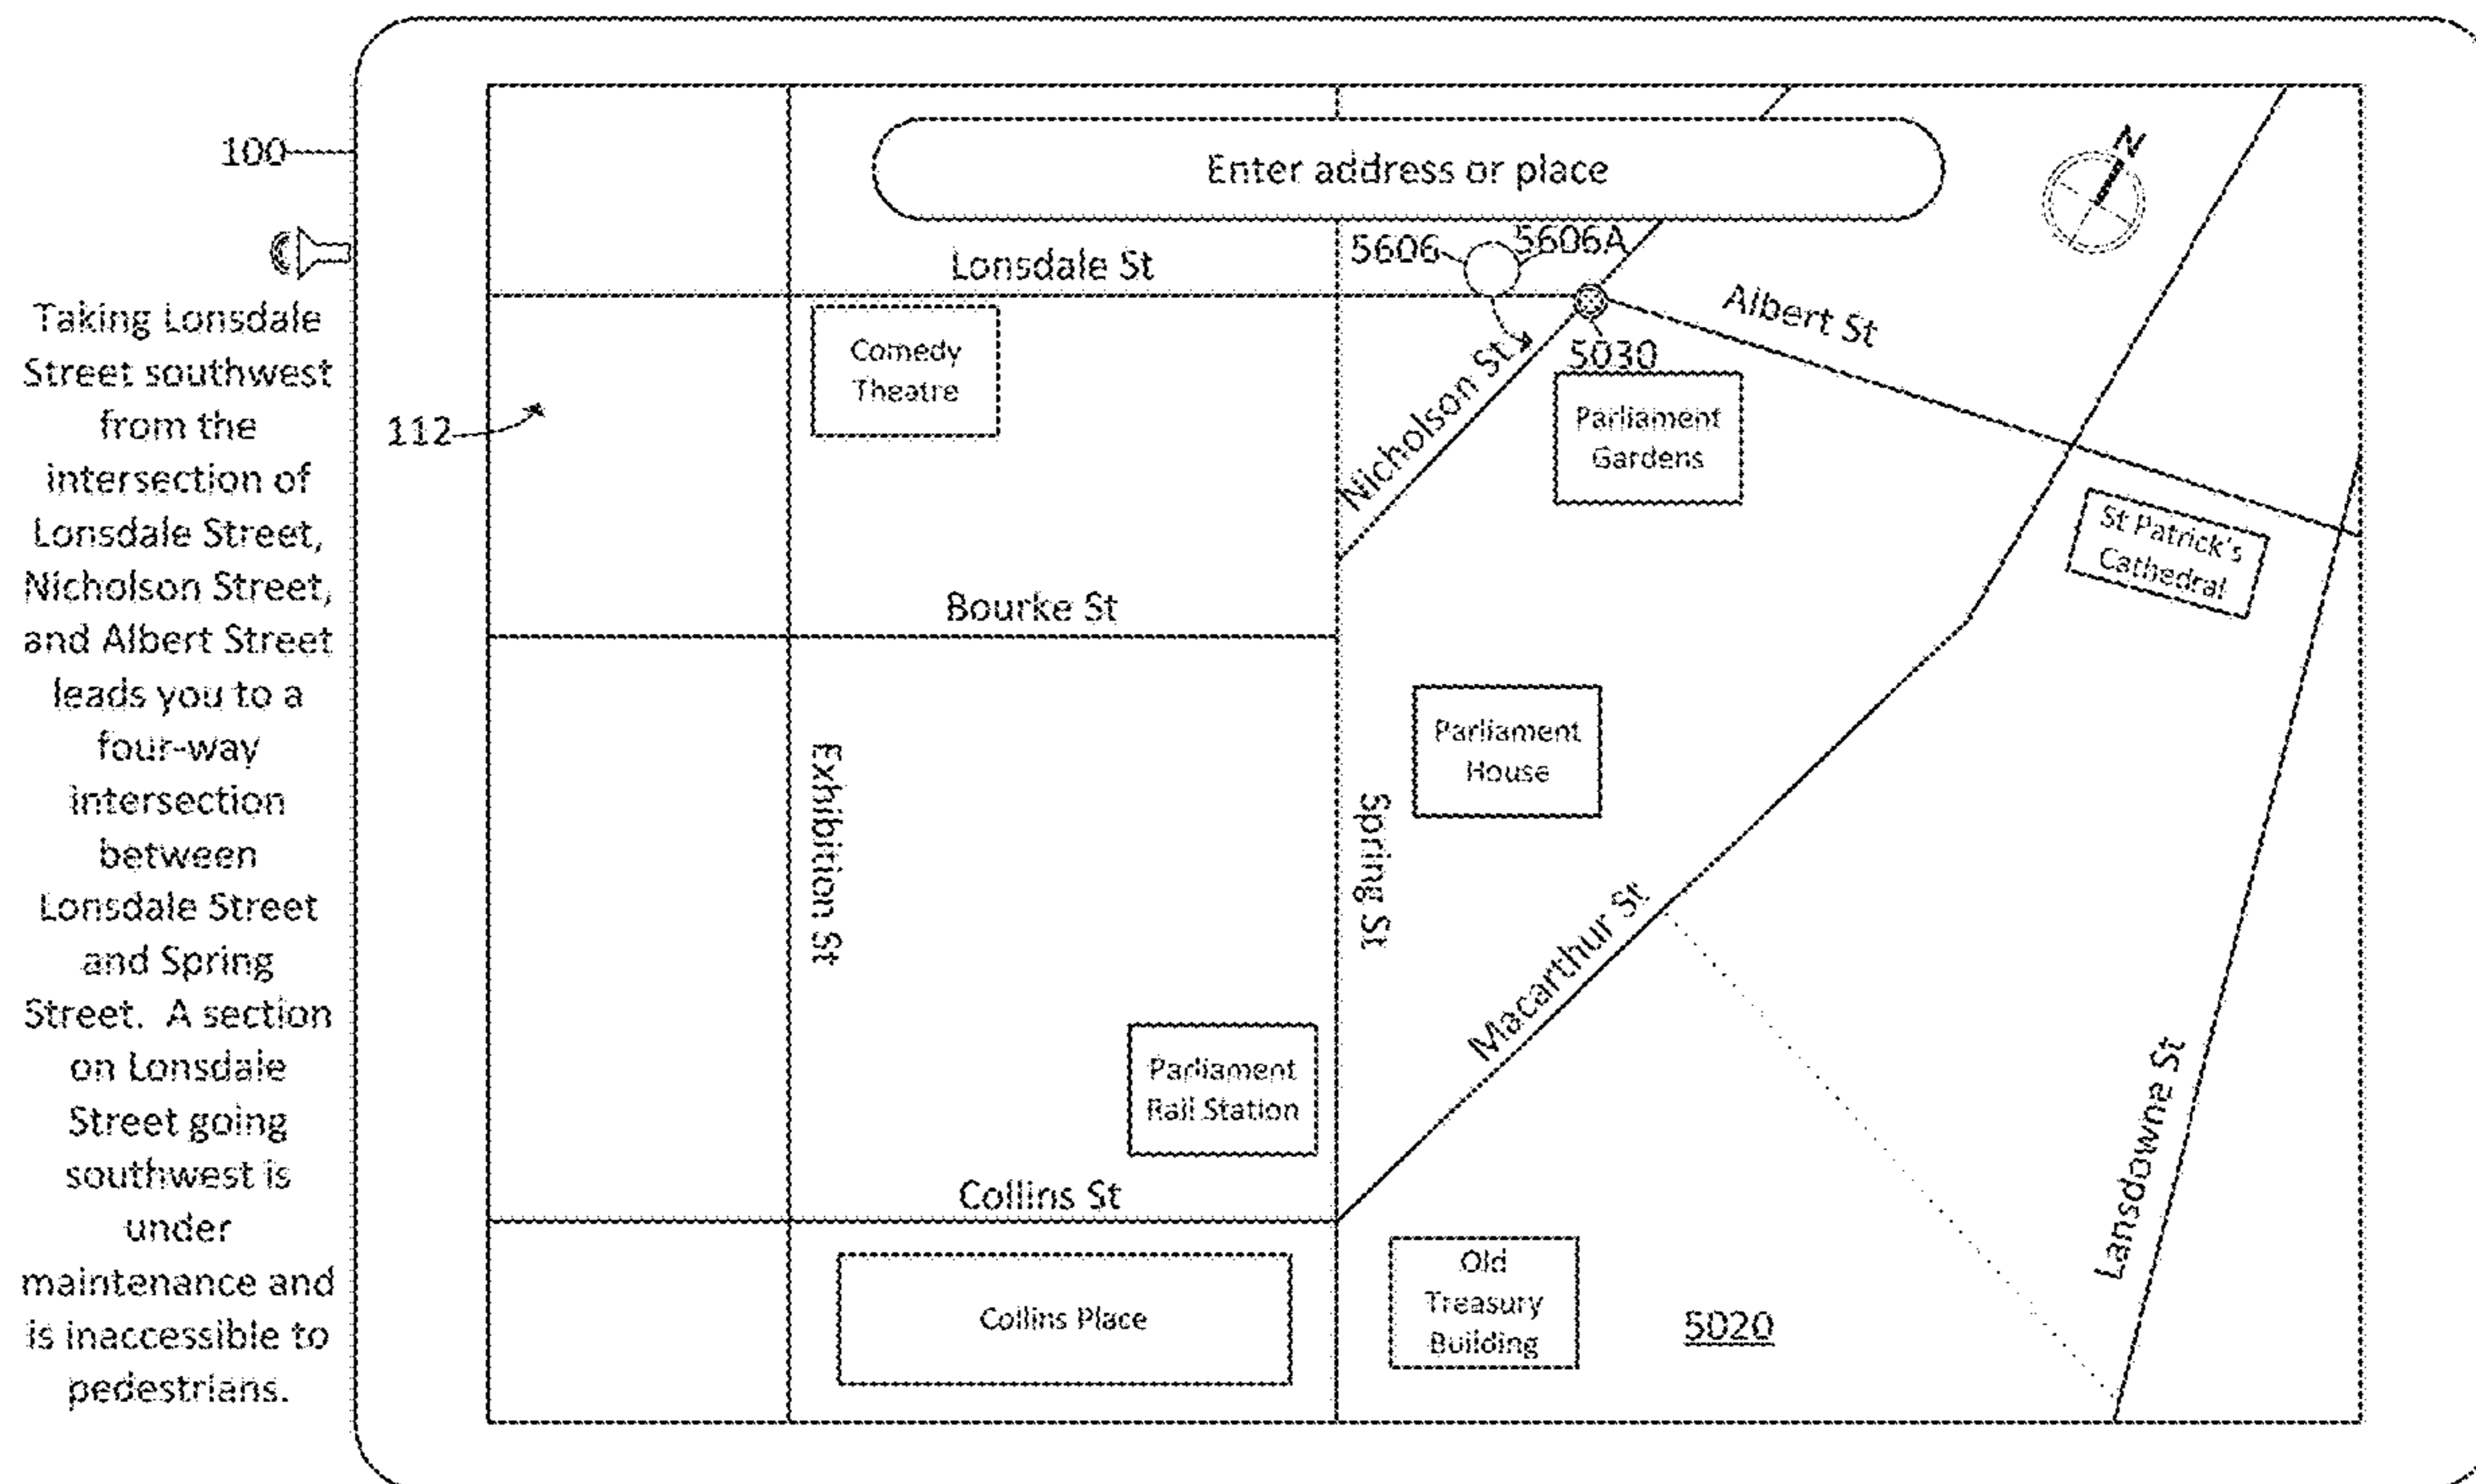 100
Taking Lonsdale
Street southwest
from the
intersection of
Lonsdale Street,
Nicholson Street,
and Albert Street
leads you to a
four-way
intersection
between
Lonsdale Street
and Spring
Street. A section
on Lonsdale
Street going
southwest is
under
maintenance and
is inaccessible to
pedestrians.
112
Enter address or place
N
5606
5606A
Lonsdale St
Albert St
5030
Comedy
Theatre
Nicholson St
Parliament
Gardens
St Patrick's
Cathedral
Bourke St
Parliament
House
Exhibition St
Spring St
Macarthur St
Parliament
Rail Station
Lansdowne St
Collins St
Collins Place
Old
Treasury
Building
5020